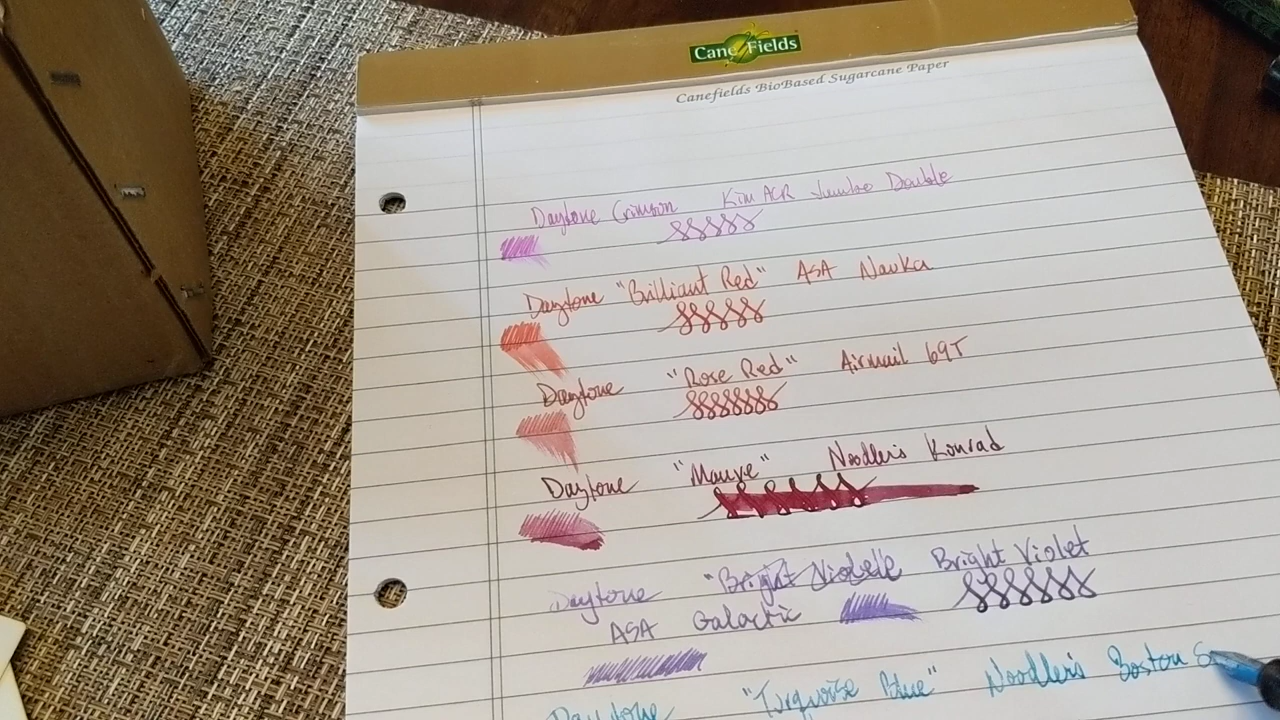 Cane Fields
Canefields BioBased Sugarcane Paper
Daytone Crimson Kim ACR Jumbo Double
Daytone "Brilliant Red" ASA Nauka
Daytone "Rose Red" Airmail 69T
Daytone "Mauve" Noodler's Konrad
Daytone "Bright Bright Violet
ASA Galactic
Daytone "Turquoise Blue" Noodler's Boston S